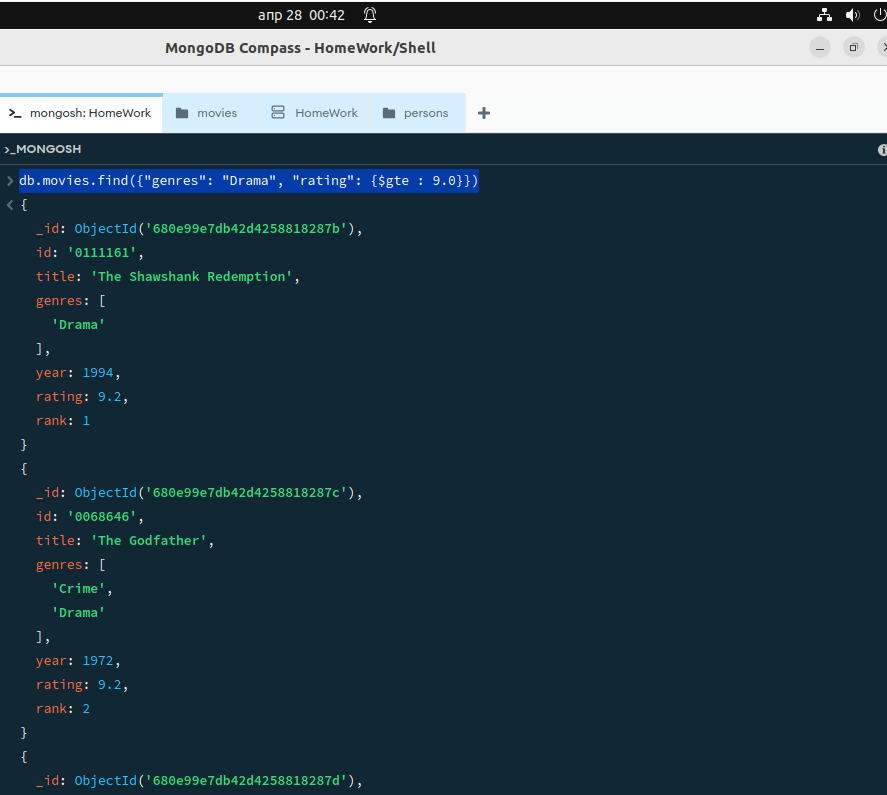 апр 28 00:42
MongoDB Compass - HomeWork/Shell
>_ mongosh: HomeWork movies HomeWork persons +
>_MONGOSH
> db.movies.find({"genres": "Drama", "rating": {$gte : 9.0}})
< {
_id: ObjectId('680e99e7db42d4258818287b'),
id: '0111161',
title: 'The Shawshank Redemption',
genres: [
'Drama'
],
year: 1994,
rating: 9.2,
rank: 1
}
{
_id: ObjectId('680e99e7db42d4258818287c'),
id: '0068646',
title: 'The Godfather',
genres: [
'Crime',
'Drama'
],
year: 1972,
rating: 9.2,
rank: 2
}
{
_id: ObjectId('680e99e7db42d4258818287d'),